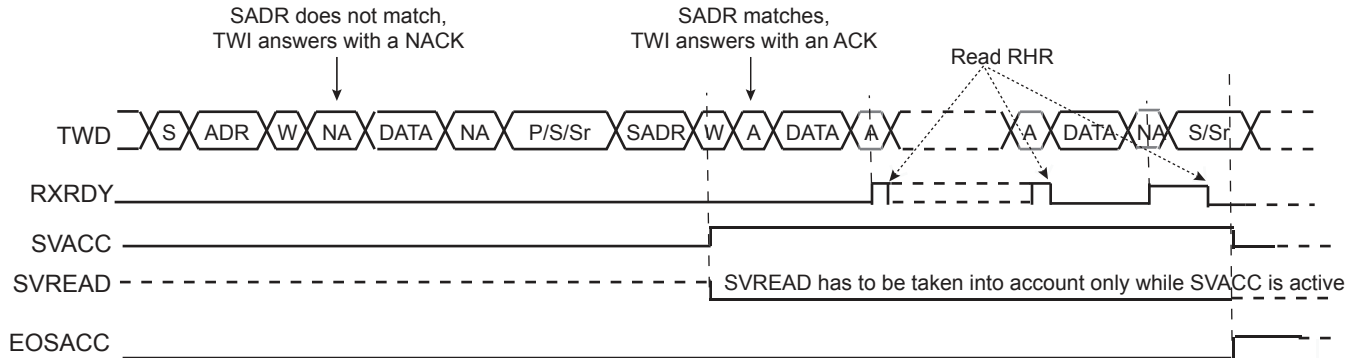 SADR does not match,
TWI answers with a NACK
SADR matches,
TWI answers with an ACK
Read RHR
TWD S ADR W NA DATA NA P/S/Sr SADR W A DATA A A DATA NA S/Sr
RXRDY
SVACC
SVREAD SVREAD has to be taken into account only while SVACC is active
EOSACC